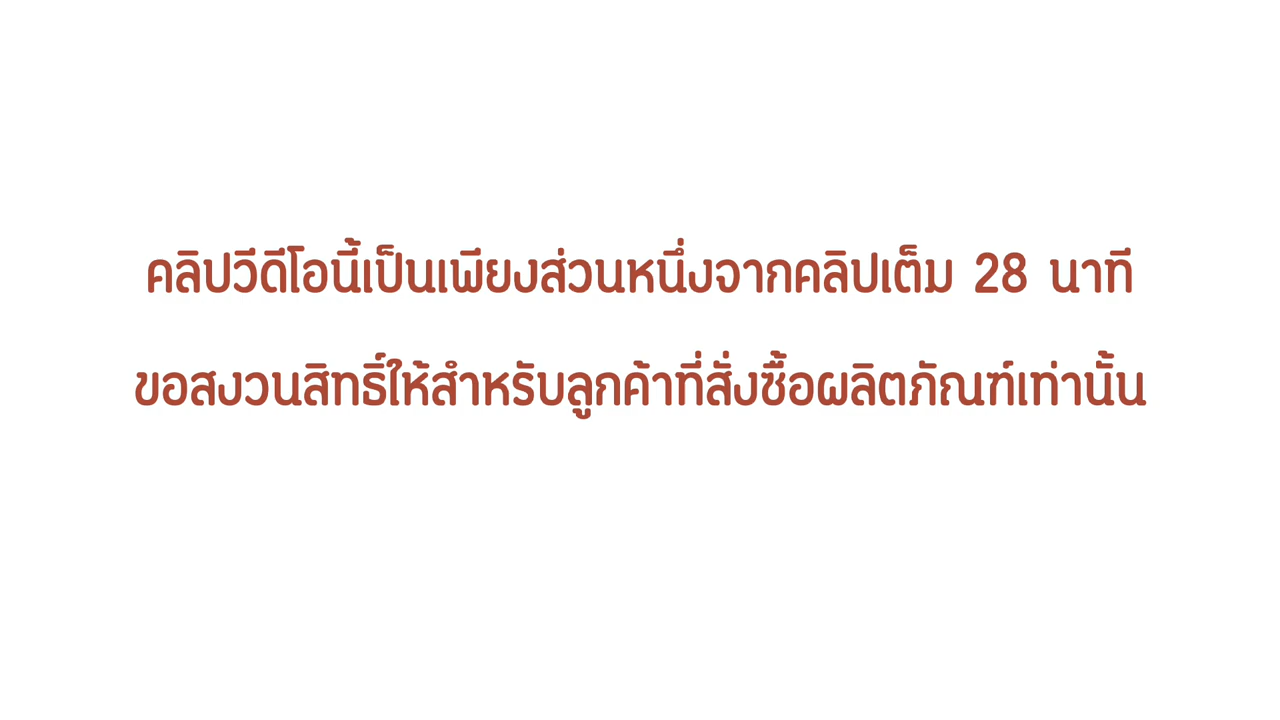 คลิปวีดีโอนี้เป็นเพียงส่วนหนึ่งจากคลิปเต็ม 28 นาที
ขอสงวนสิทธิ์ให้สำหรับลูกค้าที่สั่งซื้อผลิตภัณฑ์เท่านั้น